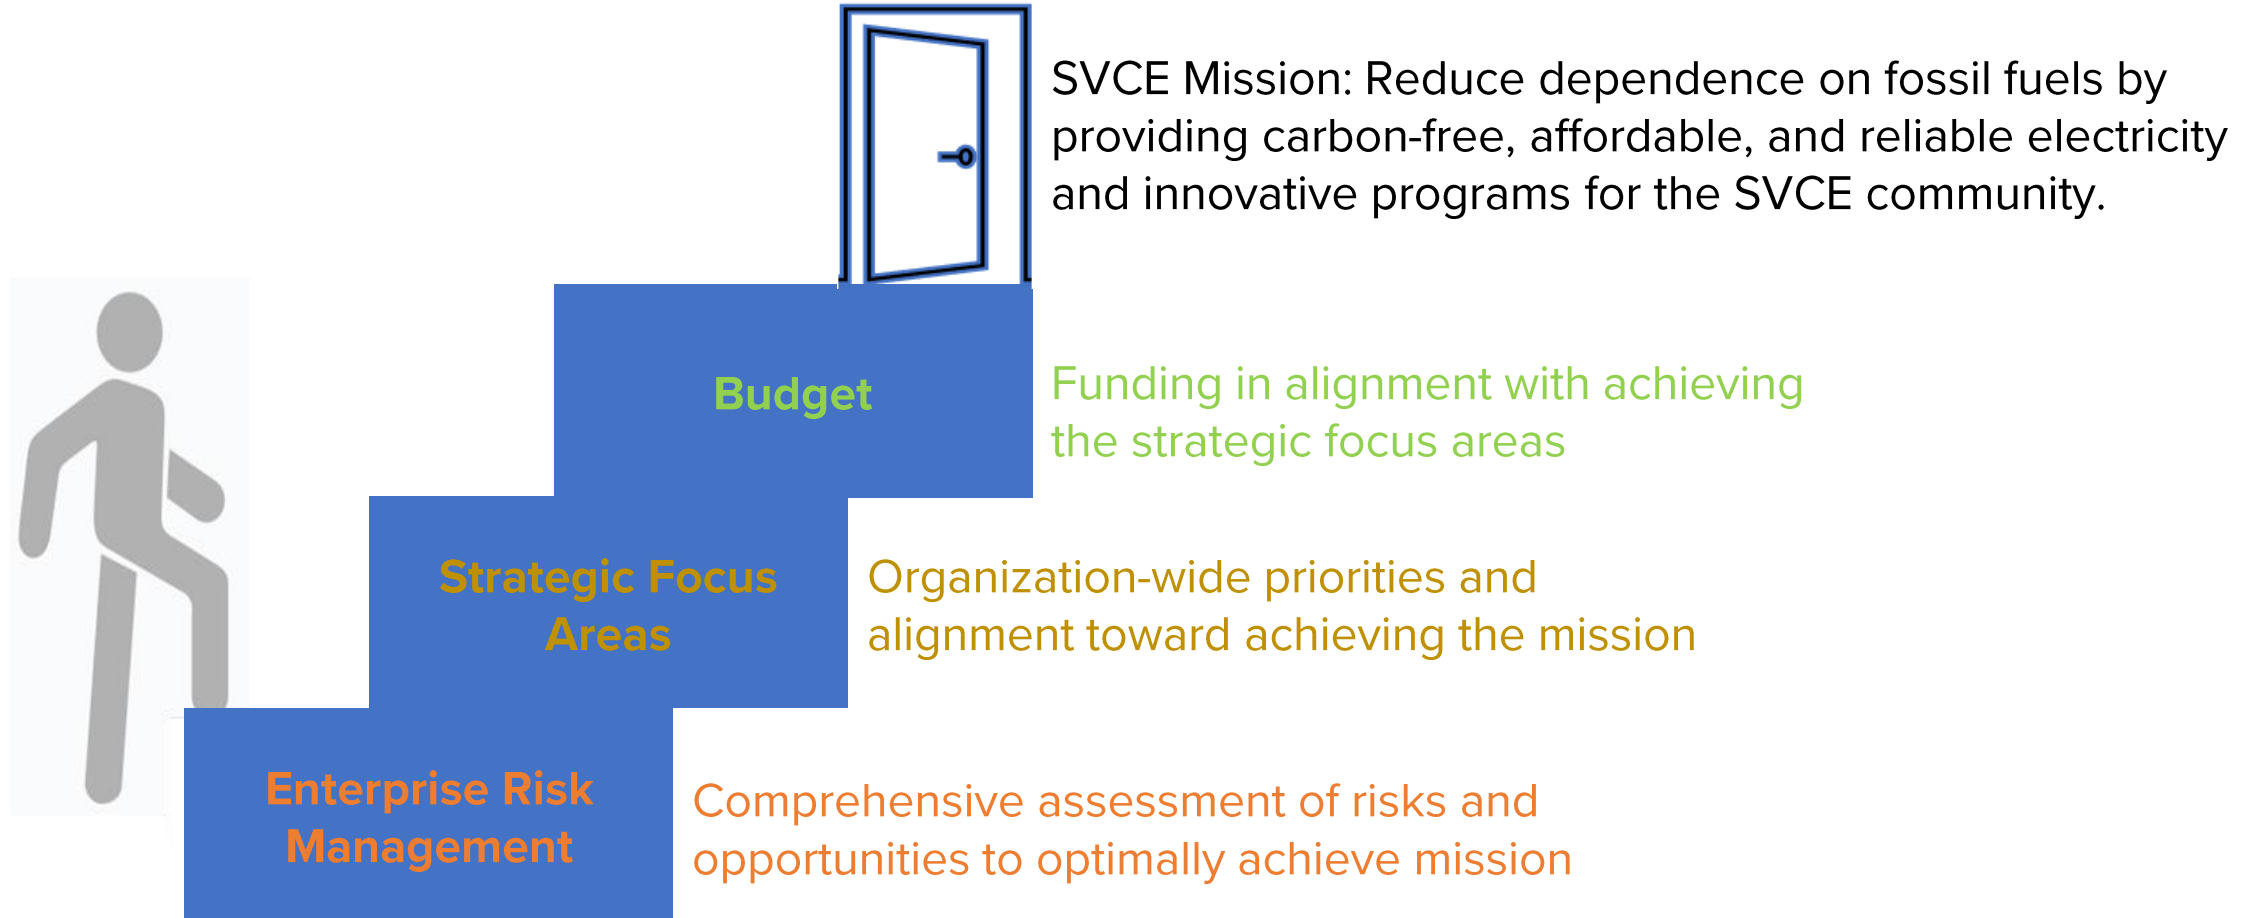 SVCE Mission: Reduce dependence on fossil fuels by
providing carbon-free, affordable, and reliable electricity
and innovative programs for the SVCE community.
Budget
Funding in alignment with achieving
the strategic focus areas
Strategic Focus
Areas
Organization-wide priorities and
alignment toward achieving the mission
Enterprise Risk
Management
Comprehensive assessment of risks and
opportunities to optimally achieve mission